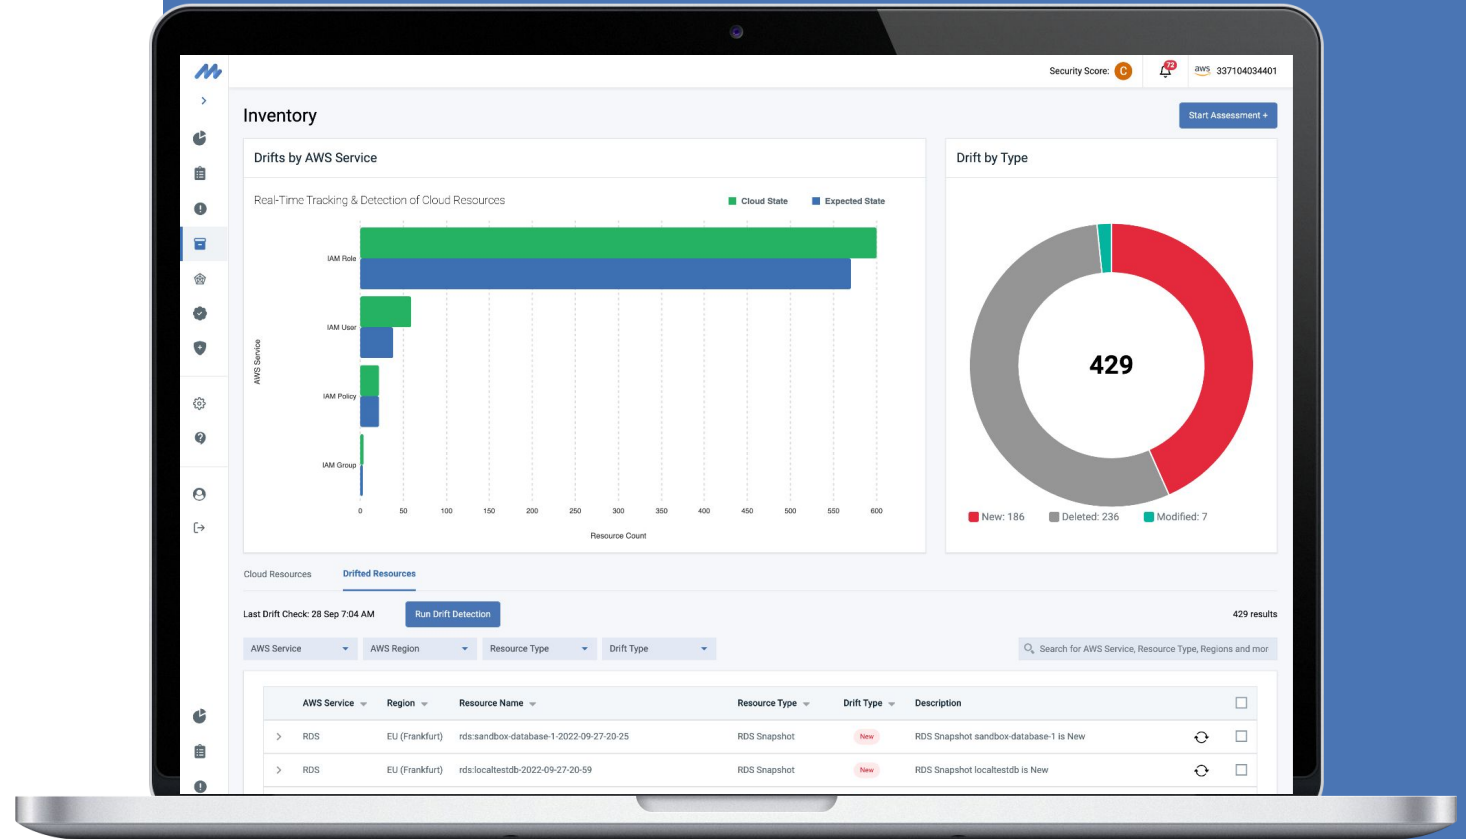 Security Score: C
72
aws 337104034401
Inventory
Start Assessment +
Drifts by AWS Service
Real-Time Tracking & Detection of Cloud Resources
Cloud State
Expected State
IAM Role
IAM User
IAM Policy
IAM Group
AWS Service
0 50 100 150 200 250 300 350 400 450 500 550 600
Resource Count
Drift by Type
429
New: 186
Deleted: 236
Modified: 7
Cloud Resources
Drifted Resources
Last Drift Check: 28 Sep 7:04 AM
Run Drift Detection
429 results
AWS Service
AWS Region
Resource Type
Drift Type
Search for AWS Service, Resource Type, Regions and mor
AWS Service Region Resource Name Resource Type Drift Type Description
RDS EU (Frankfurt) rds:sandbox-database-1-2022-09-27-20-25 RDS Snapshot New RDS Snapshot sandbox-database-1 is New
RDS EU (Frankfurt) rds:localtestdb-2022-09-27-20-59 RDS Snapshot New RDS Snapshot localtestdb is New